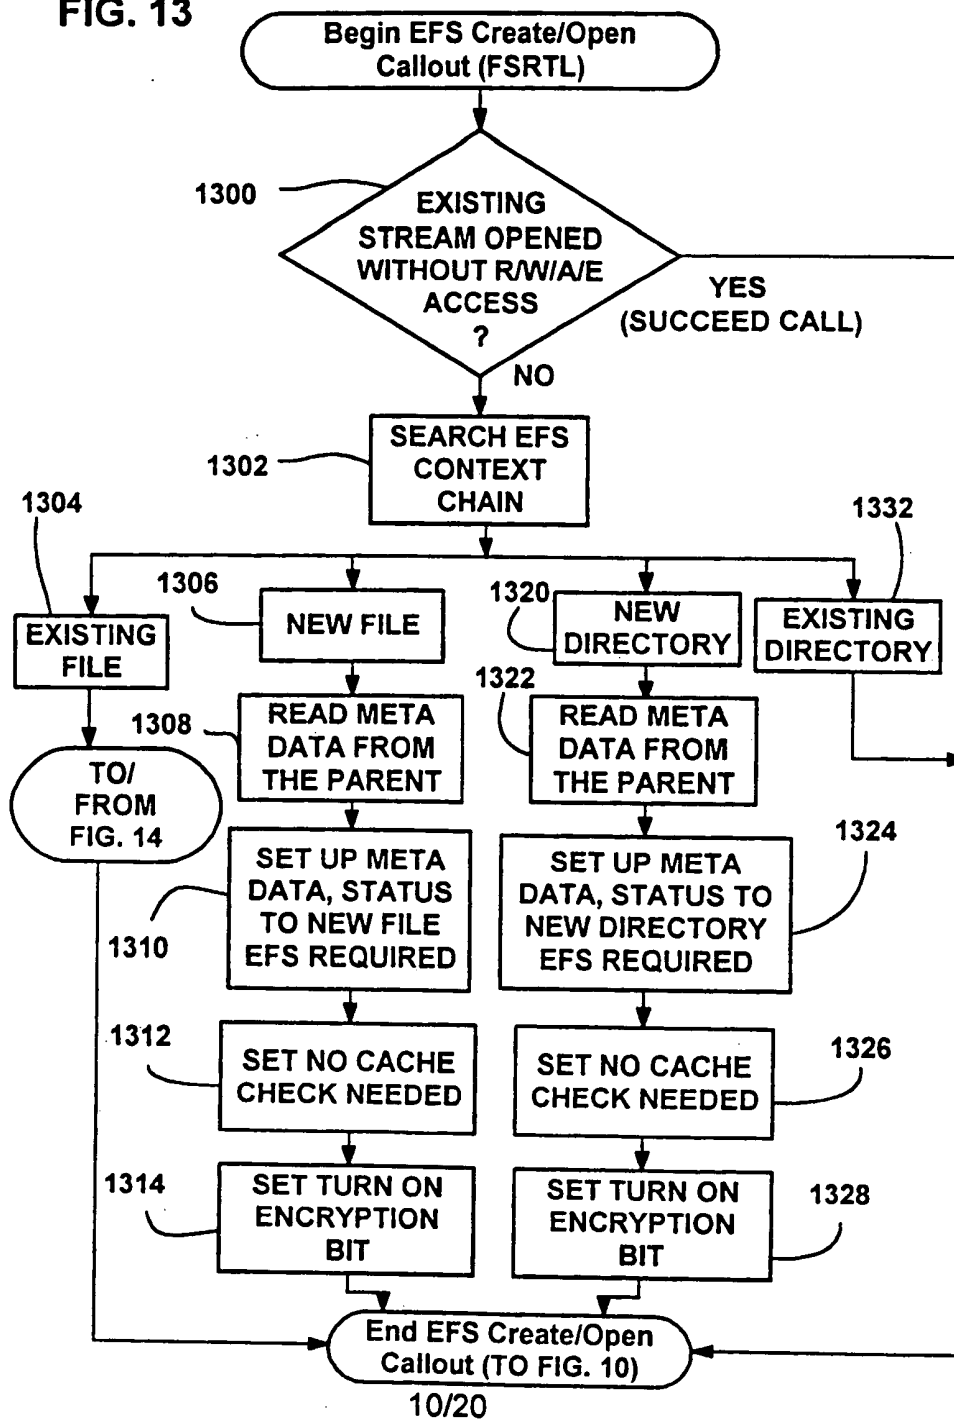 FIG. 13
Begin EFS Create/Open
Callout (FSRTL)
1300
EXISTING
STREAM OPENED
WITHOUT R/W/A/E
ACCESS
?
YES
(SUCCEED CALL)
NO
1302
SEARCH EFS
CONTEXT
CHAIN
1304
EXISTING
FILE
TO/
FROM
FIG. 14
1306
NEW FILE
1308
READ META
DATA FROM
THE PARENT
1310
SET UP META
DATA, STATUS
TO NEW FILE
EFS REQUIRED
1312
SET NO CACHE
CHECK NEEDED
1314
SET TURN ON
ENCRYPTION
BIT
1320
NEW
DIRECTORY
1322
READ META
DATA FROM
THE PARENT
1324
SET UP META
DATA, STATUS TO
NEW DIRECTORY
EFS REQUIRED
1326
SET NO CACHE
CHECK NEEDED
1328
SET TURN ON
ENCRYPTION
BIT
1332
EXISTING
DIRECTORY
End EFS Create/Open
Callout (TO FIG. 10)
10/20